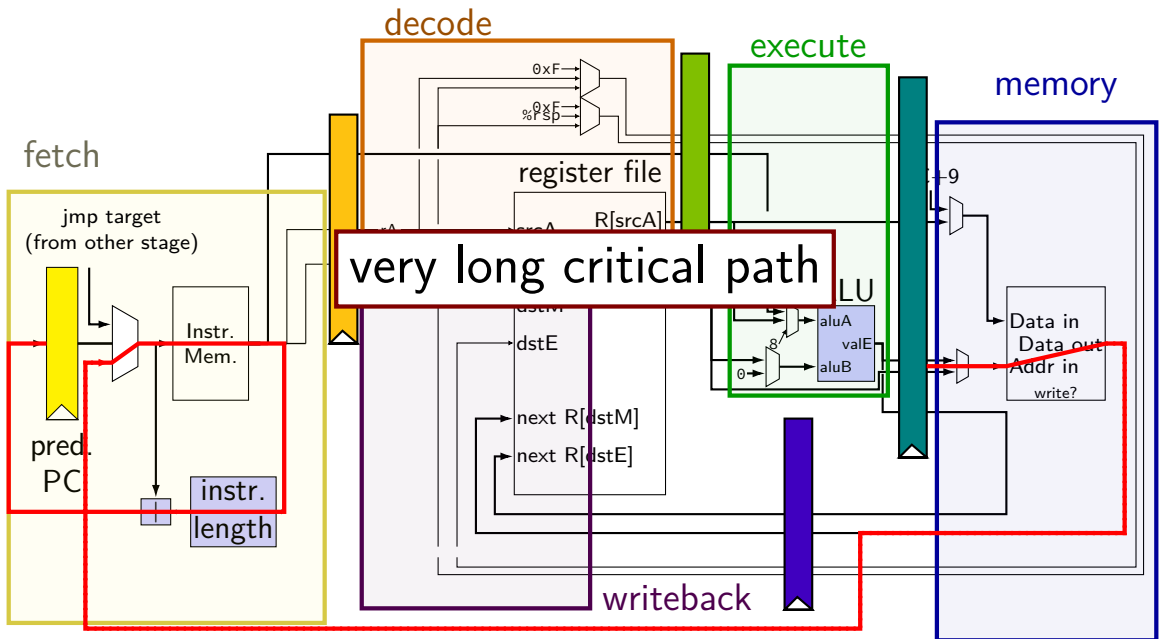 decode
execute
memory
fetch
0xF
0xF
%rsp
register file
+9
jmp target
(from other stage)
R[srcA]
very long critical path
LU
Instr.
Mem.
aluA
valE
aluB
8
0
dstE
Data in
Data out
Addr in
write?
next R[dstM]
next R[dstE]
pred.
PC
instr.
length
writeback